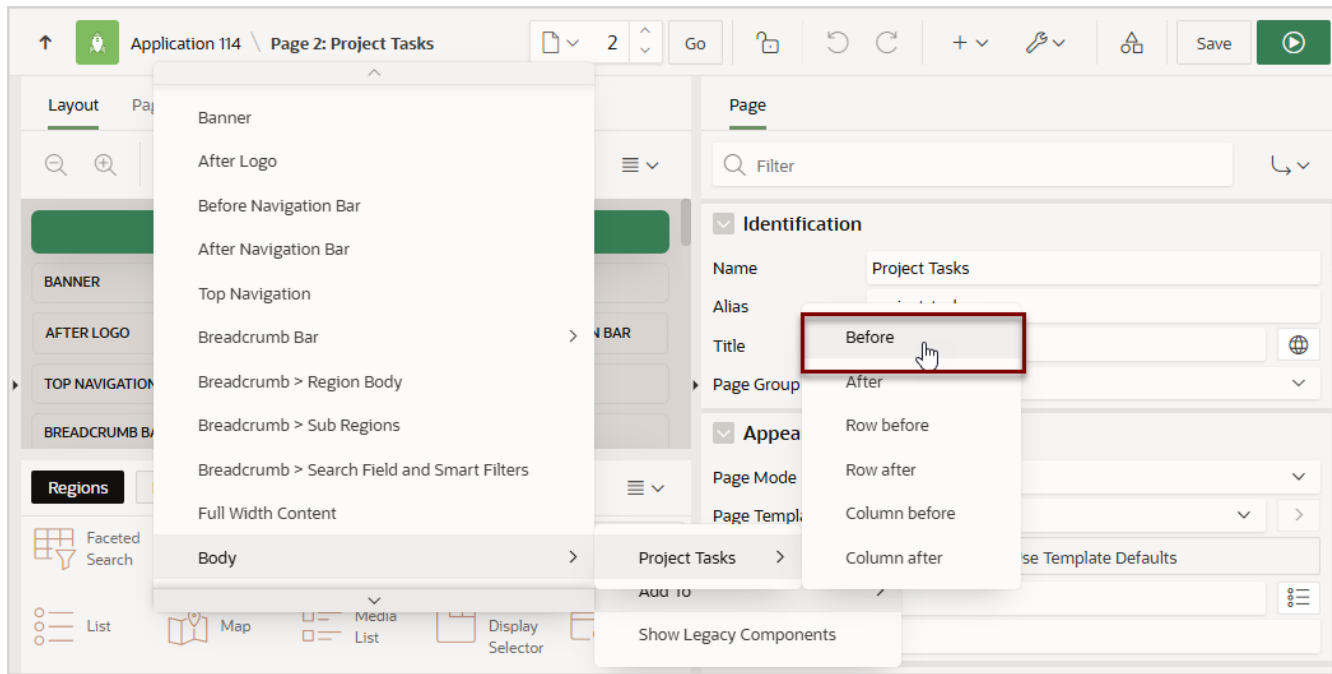 Application 114 \ Page 2: Project Tasks
2
Go
Save
Layout
Page
Banner
After Logo
Before Navigation Bar
After Navigation Bar
Top Navigation
Breadcrumb Bar
Breadcrumb > Region Body
Breadcrumb > Sub Regions
Breadcrumb > Search Field and Smart Filters
Full Width Content
Body
Filter
Identification
Name
Project Tasks
Alias
Title
Page Group
Appea
Page Mode
Page Templa
se Template Defaults
BANNER
AFTER LOGO
N BAR
TOP NAVIGATION
BREADCRUMB BA
Regions
Faceted
Search
List
Map
Media
List
Display
Selector
Project Tasks
Add To
Show Legacy Components
Before
After
Row before
Row after
Column before
Column after